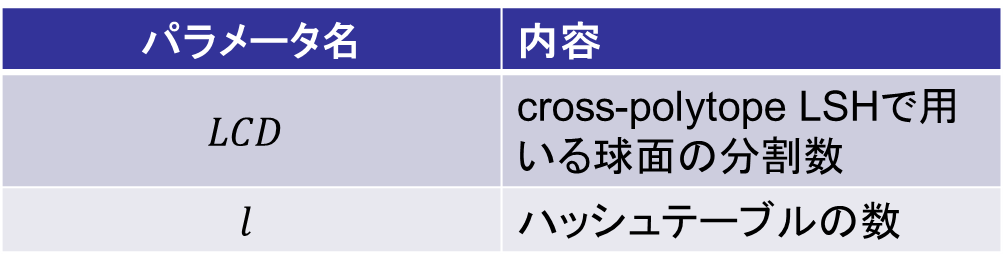 パラメータ名 内容
LCD cross-polytope LSHで用
いる球面の分割数
l ハッシュテーブルの数